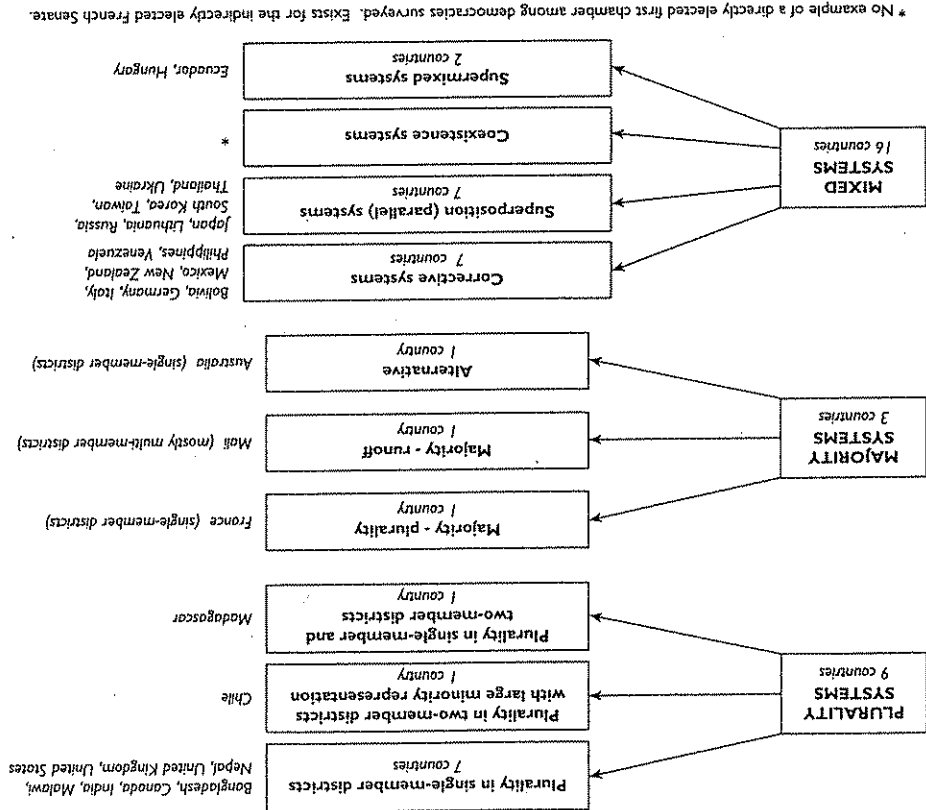 PLURALITY
SYSTEMS
9 countries
Plurality in single-member districts
7 countries
Bangladesh, Canada, India, Malawi,
Nepal, United Kingdom, United States
Plurality in two-member districts
with large minority representation
1 country
Chile
Plurality in single-member and
two-member districts
1 country
Madagascar
MAJORITY
SYSTEMS
3 countries
Majority - plurality
1 country
France (single-member districts)
Majority - runoff
1 country
Mali (mostly multi-member districts)
Alternative
1 country
Australia (single-member districts)
MIXED
SYSTEMS
16 countries
Corrective systems
7 countries
Bolivia, Germany, Italy,
Mexico, New Zealand,
Philippines, Venezuela
Superposition (parallel) systems
7 countries
Japan, Lithuania, Russia,
South Korea, Taiwan,
Thailand, Ukraine
Coexistence systems
*
Supermixed systems
2 countries
Ecuador, Hungary
* No example of a directly elected first chamber among democracies surveyed. Exists for the indirectly elected French Senate.